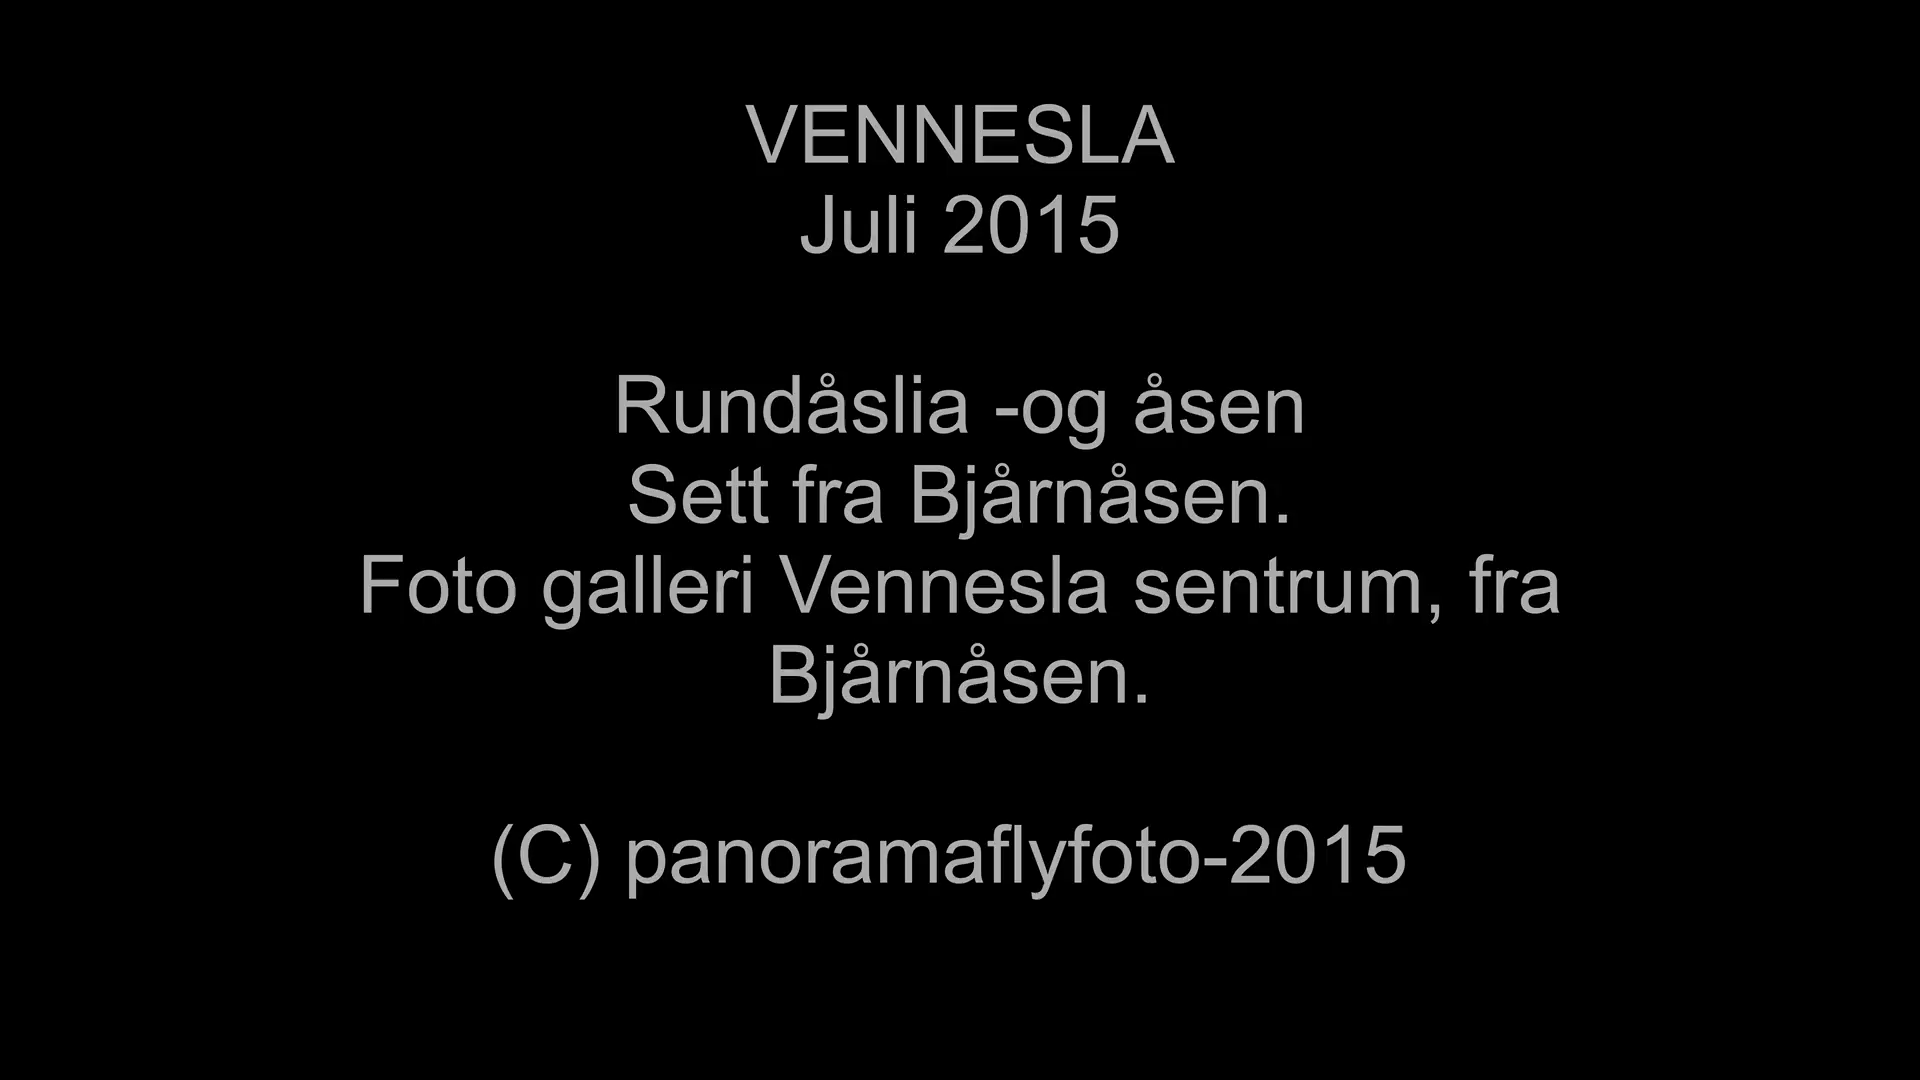 VENNESLA
Juli 2015
Rundåslia -og åsen
Sett fra Bjårnåsen.
Foto galleri Vennesla sentrum, fra
Bjårnåsen.
(C) panoramaflyfoto-2015